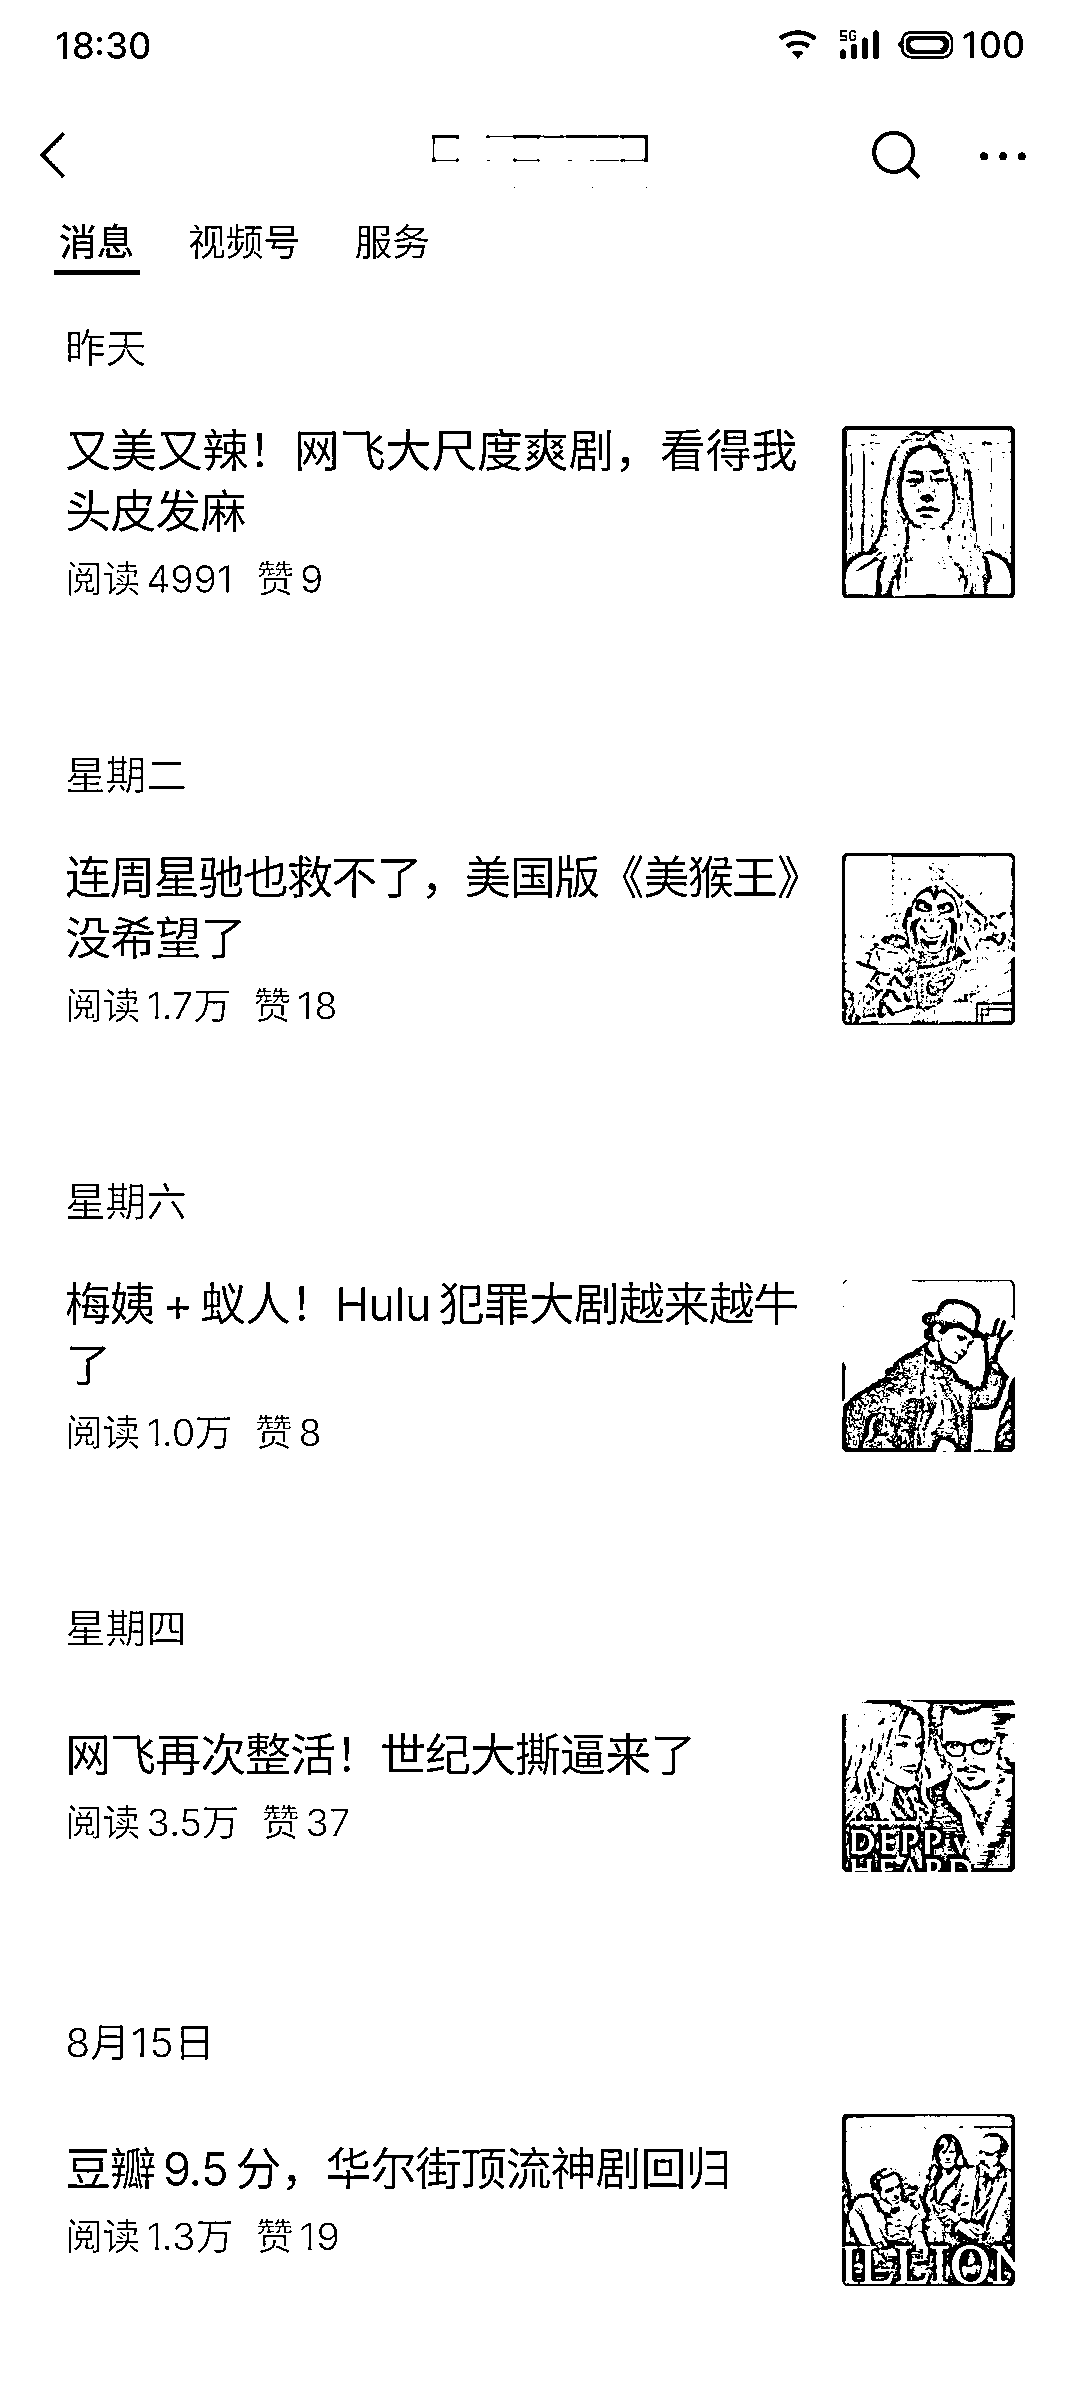 18:30
5G 100
消息 视频号 服务
昨天
又美又辣！网飞大尺度爽剧，看得我
头皮发麻
阅读 4991 赞 9
星期二
连周星驰也救不了，美国版《美猴王》
没希望了
阅读 1.7万 赞 18
星期六
梅姨 + 蚁人！Hulu 犯罪大剧越来越牛
了
阅读 1.0万 赞 8
星期四
网飞再次整活！世纪大撕逼来了
阅读 3.5万 赞 37
DEPP v
HEARD
8月15日
豆瓣 9.5 分，华尔街顶流神剧回归
阅读 1.3万 赞 19
ILLION